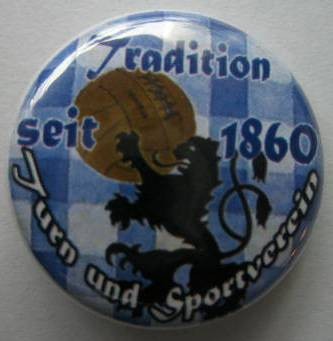 Tradition
seit 1860
Turn und Sportverein